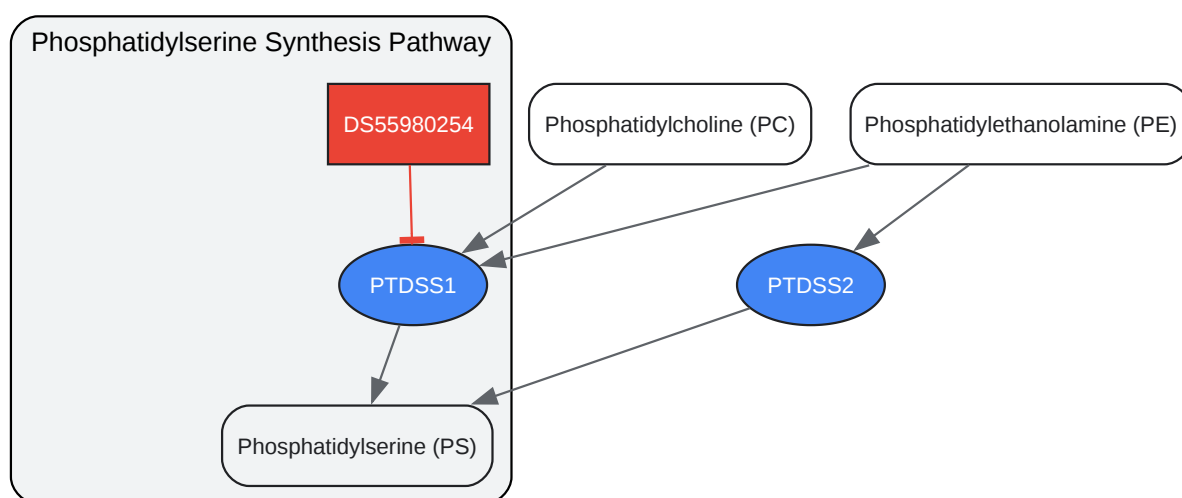 Phosphatidylserine Synthesis Pathway
DS55980254
Phosphatidylcholine (PC)
Phosphatidylethanolamine (PE)
PTDSS1
PTDSS2
Phosphatidylserine (PS)